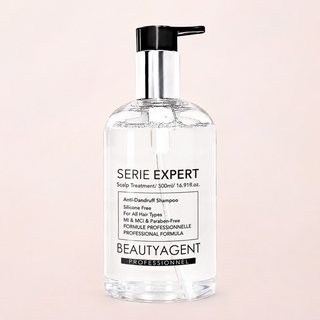 SERIE EXPERT
Scalp Treatment/ 500ml/ 16.91fl.oz.
Anti-Dandruff Shampoo
Silicone Free
For All Hair Types
MI & MCI & Paraben-Free
FORMULE PROFESSIONNELLE
PROFESSIONAL FORMULA
BEAUTYAGENT
PROFESSIONNEL